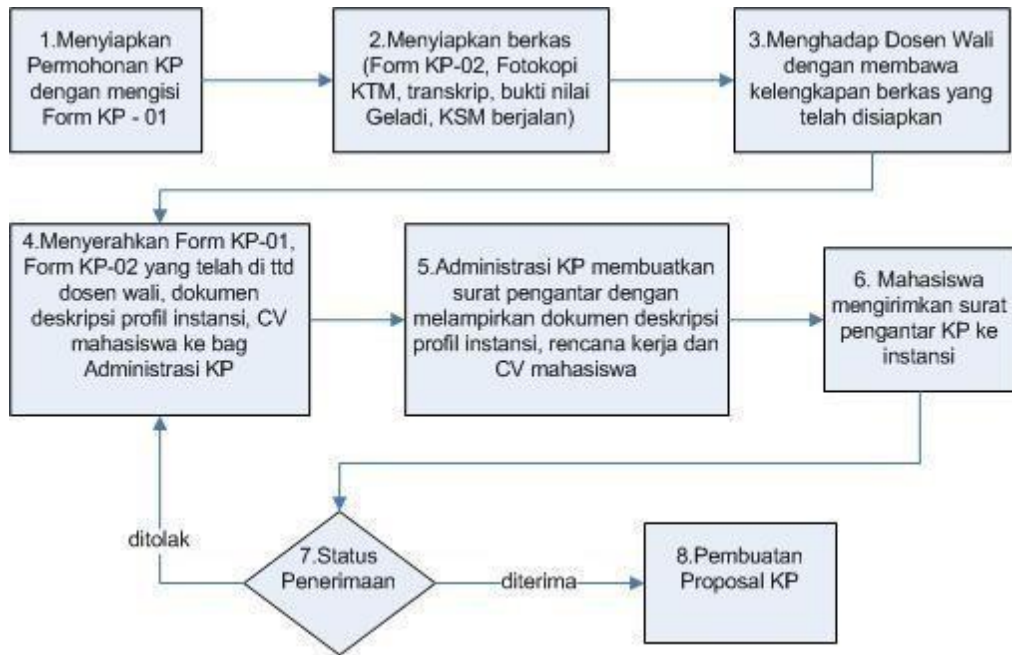 1.Menyiapkan
Permohonan KP
dengan mengisi
Form KP - 01
2.Menyiapkan berkas
(Form KP-02, Fotokopi
KTM, transkrip, bukti nilai
Geladi, KSM berjalan)
3.Menghadap Dosen Wali
dengan membawa
kelengkapan berkas yang
telah disiapkan
4.Menyerahkan Form KP-01,
Form KP-02 yang telah di ttd
dosen wali, dokumen
deskripsi profil instansi, CV
mahasiswa ke bag
Administrasi KP
5.Administrasi KP membuatkan
surat pengantar dengan
melampirkan dokumen deskripsi
profil instansi, rencana kerja dan
CV mahasiswa
6. Mahasiswa
mengirimkan surat
pengantar KP ke
instansi
ditolak
7.Status
Penerimaan
diterima
8.Pembuatan
Proposal KP